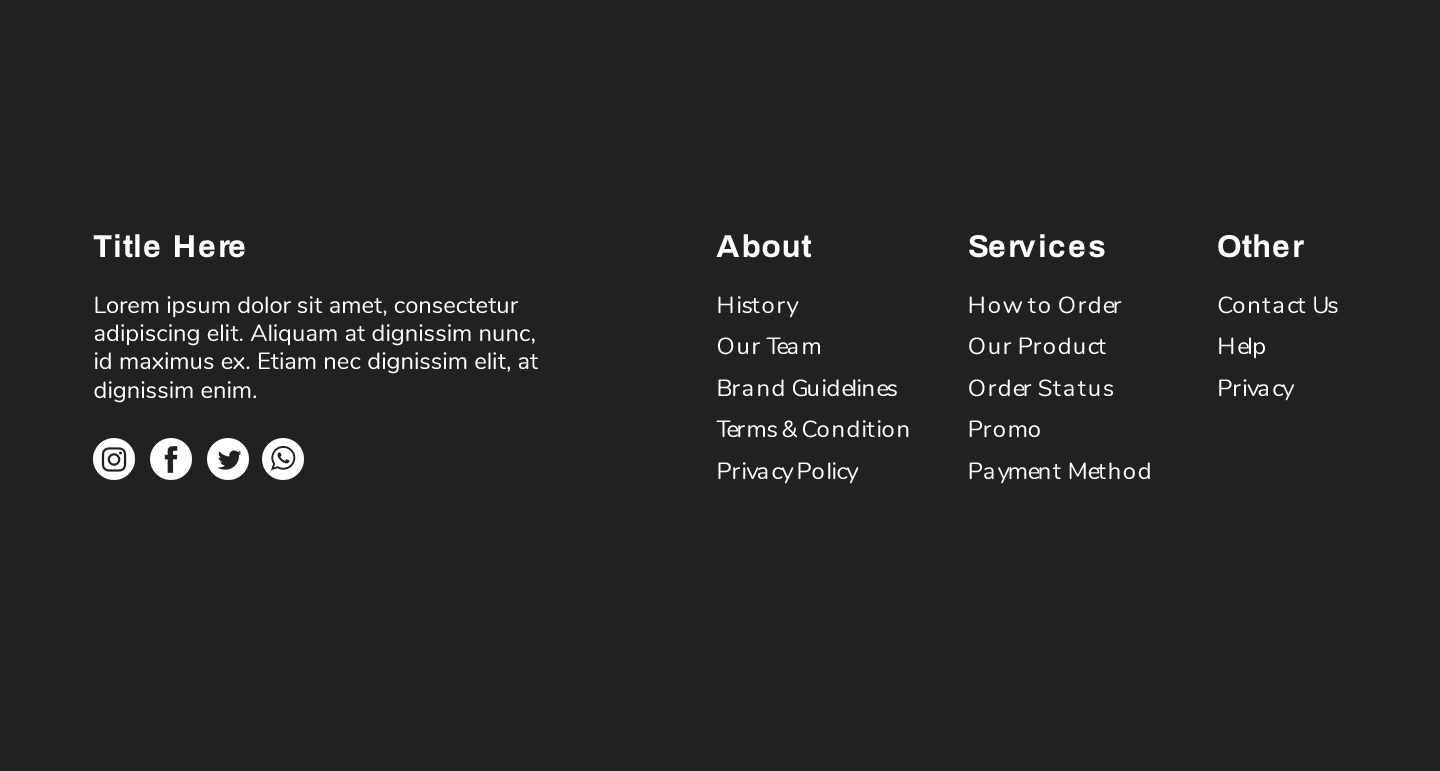 Title Here
Lorem ipsum dolor sit amet, consectetur
adipiscing elit. Aliquam at dignissim nunc,
id maximus ex. Etiam nec dignissim elit, at
dignissim enim.
About
History
Our Team
Brand Guidelines
Terms & Condition
Privacy Policy
Services
How to Order
Our Product
Order Status
Promo
Payment Method
Other
Contact Us
Help
Privacy